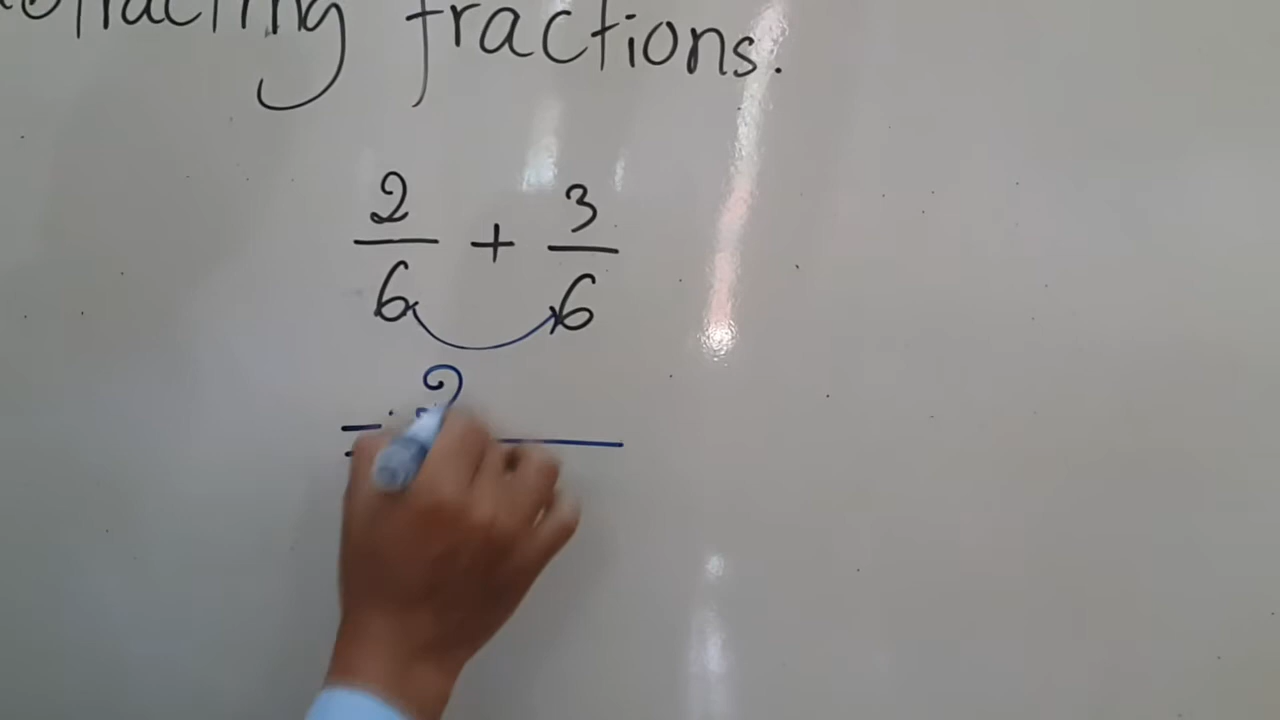 fractions.
2/6 + 3/6
= 2